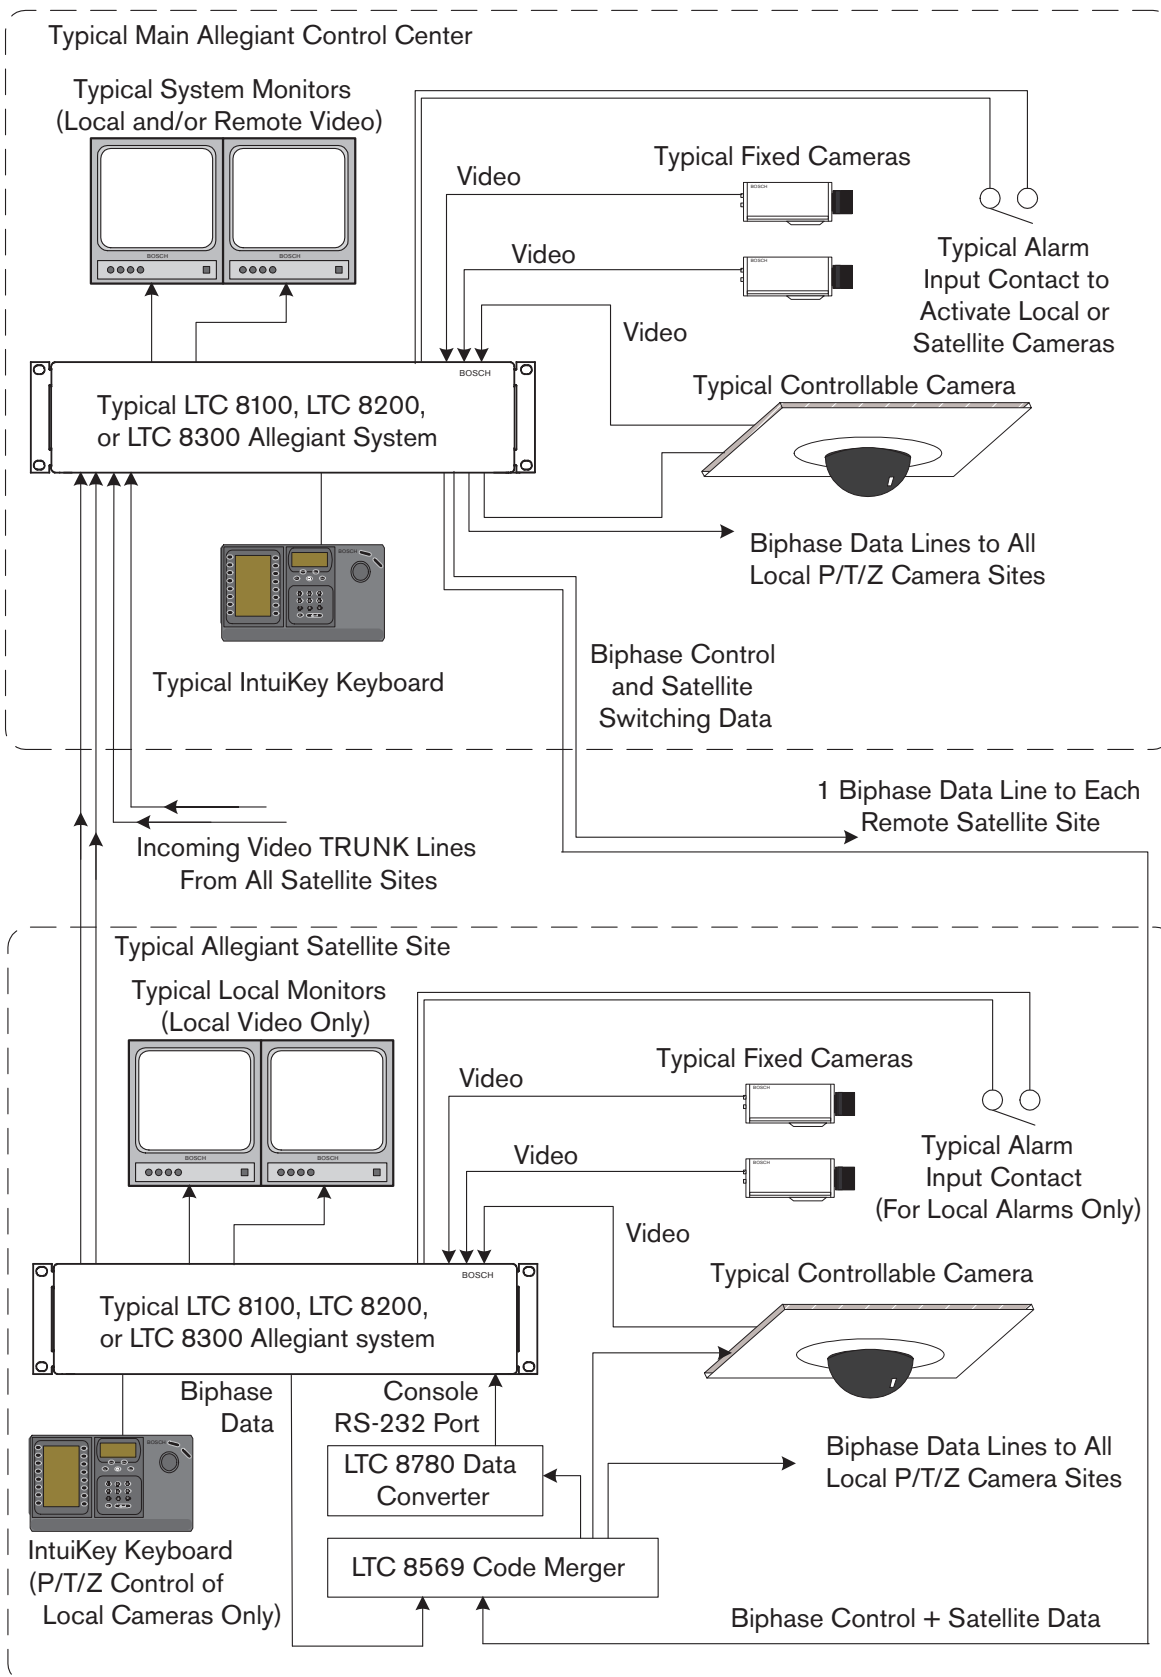 Typical Main Allegiant Control Center
Typical System Monitors
(Local and/or Remote Video)
BOSCH
BOSCH
Video
Typical Fixed Cameras
BOSCH
Video
BOSCH
Video
Typical Alarm
Input Contact to
Activate Local or
Satellite Cameras
BOSCH
Typical LTC 8100, LTC 8200,
or LTC 8300 Allegiant System
Typical Controllable Camera
BOSCH
Biphase Data Lines to All
Local P/T/Z Camera Sites
Typical IntuiKey Keyboard
Biphase Control
and Satellite
Switching Data
1 Biphase Data Line to Each
Remote Satellite Site
Incoming Video TRUNK Lines
From All Satellite Sites
Typical Allegiant Satellite Site
Typical Local Monitors
(Local Video Only)
BOSCH
BOSCH
Video
Typical Fixed Cameras
BOSCH
Video
BOSCH
Video
Typical Alarm
Input Contact
(For Local Alarms Only)
BOSCH
Typical LTC 8100, LTC 8200,
or LTC 8300 Allegiant system
Typical Controllable Camera
Biphase
Data
Console
RS-232 Port
BOSCH
LTC 8780 Data
Converter
Biphase Data Lines to All
Local P/T/Z Camera Sites
IntuiKey Keyboard
(P/T/Z Control of
Local Cameras Only)
LTC 8569 Code Merger
Biphase Control + Satellite Data